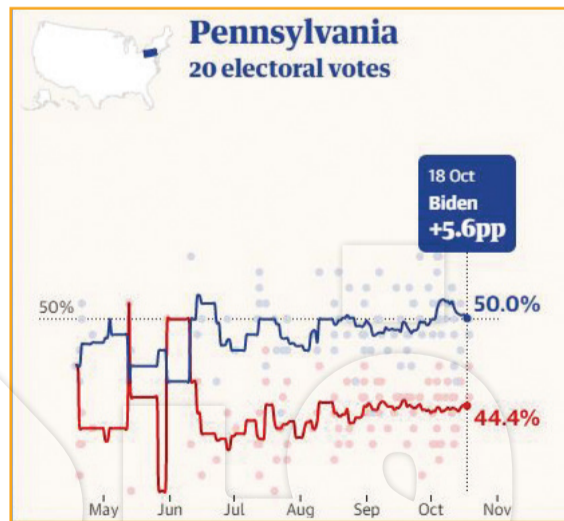 Pennsylvania
20 electoral votes
18 Oct
Biden
+5.6pp
50%
50.0%
44.4%
May Jun Jul Aug Sep Oct Nov